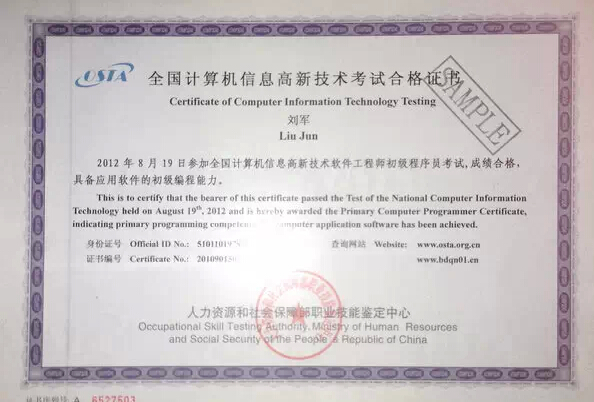 OSTA 全国计算机信息高新技术考试合格证书
Certificate of Computer Information Technology Testing
SAMPLE
刘军
Liu Jun
2012年8月19日参加全国计算机信息高新技术软件工程师初级程序员考试,成绩合格,
具备应用软件的初级编程能力。
This is to certify that the bearer of this certificate passed the Test of the National Computer Information
Technology held on August 19th, 2012 and is hereby awarded the Primary Computer Programmer Certificate,
indicating primary programming computer application software has been achieved.
身份证号 Official ID No.: 查询网站 Website: www.osta.org.cn
证书编号 Certificate No.: www.bdqn01.cn
人力资源和社会保障部职业技能鉴定中心
Occupational Skill Testing Authority, Ministry of Human Resources
and Social Security of the People's Republic of China
A 6527503